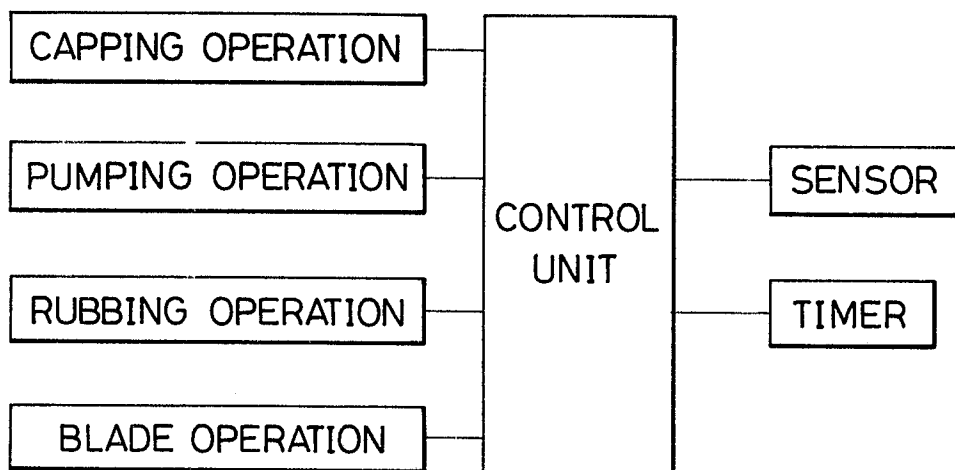 CAPPING OPERATION
PUMPING OPERATION
RUBBING OPERATION
BLADE OPERATION
CONTROL
UNIT
SENSOR
TIMER